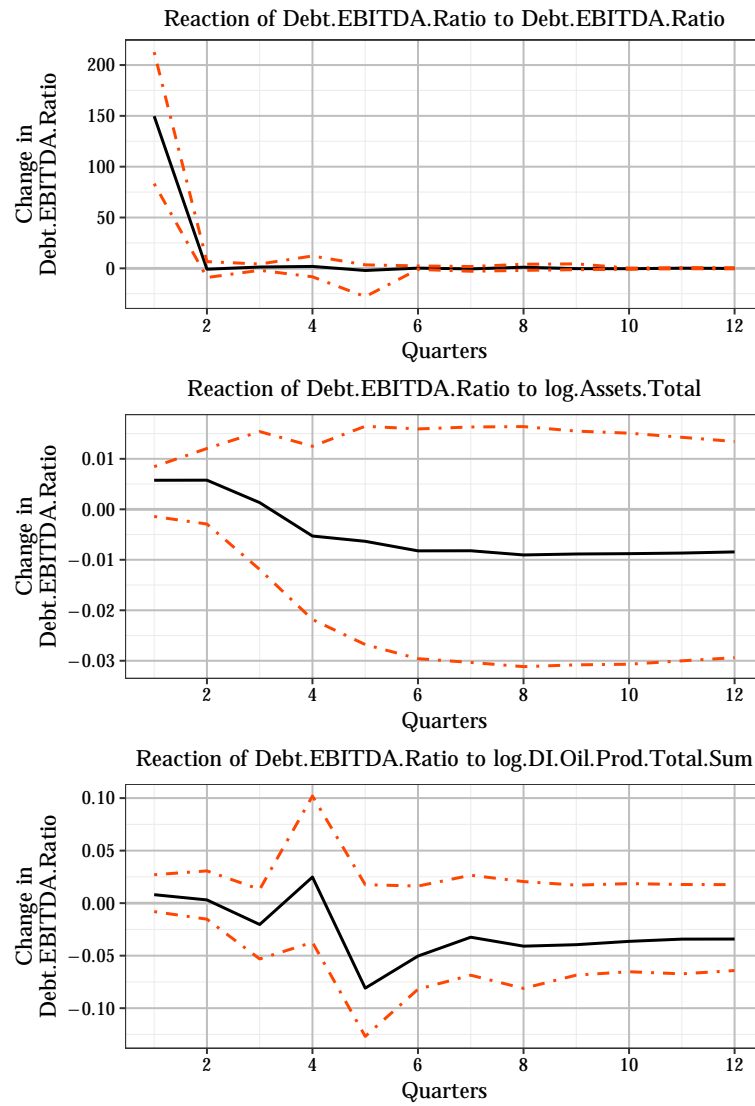 Reaction of Debt.EBITDA.Ratio to Debt.EBITDA.Ratio
Change in
Debt.EBITDA.Ratio
200
150
100
50
0
2 4 6 8 10 12
Quarters
Reaction of Debt.EBITDA.Ratio to log.Assets.Total
Change in
Debt.EBITDA.Ratio
0.01
0.00
−0.01
−0.02
−0.03
2 4 6 8 10 12
Quarters
Reaction of Debt.EBITDA.Ratio to log.DI.Oil.Prod.Total.Sum
Change in
Debt.EBITDA.Ratio
0.10
0.05
0.00
−0.05
−0.10
2 4 6 8 10 12
Quarters